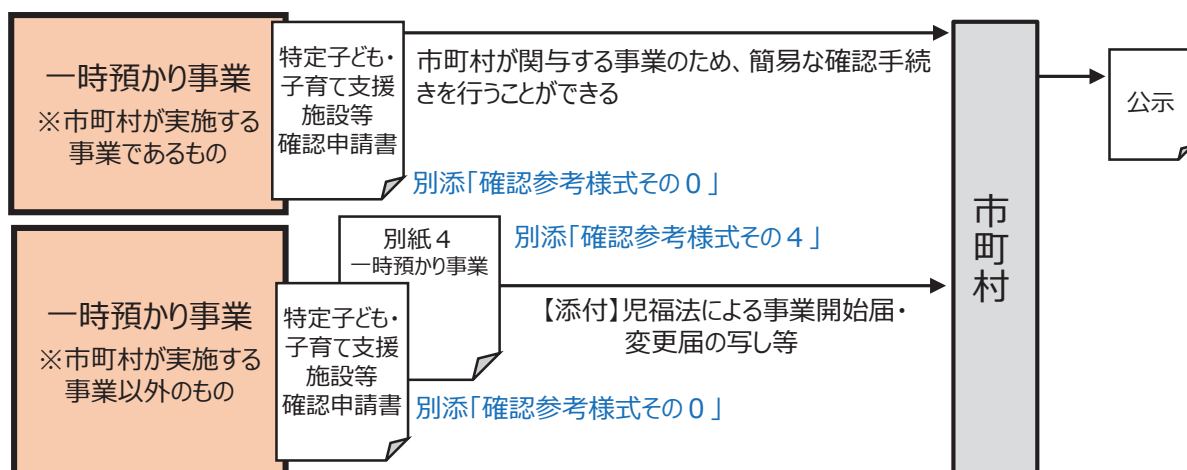 一時預かり事業
※市町村が実施する
事業であるもの
特定子ども・
子育て支援
施設等
確認申請書
市町村が関与する事業のため、簡易な確認手続
きを行うことができる
別添「確認参考様式その０」
市町村
公示
一時預かり事業
※市町村が実施する
事業以外のもの
別紙４
一時預かり事業
別添「確認参考様式その４」
特定子ども・
子育て支援
施設等
確認申請書
【添付】児福法による事業開始届・
変更届の写し等
別添「確認参考様式その０」